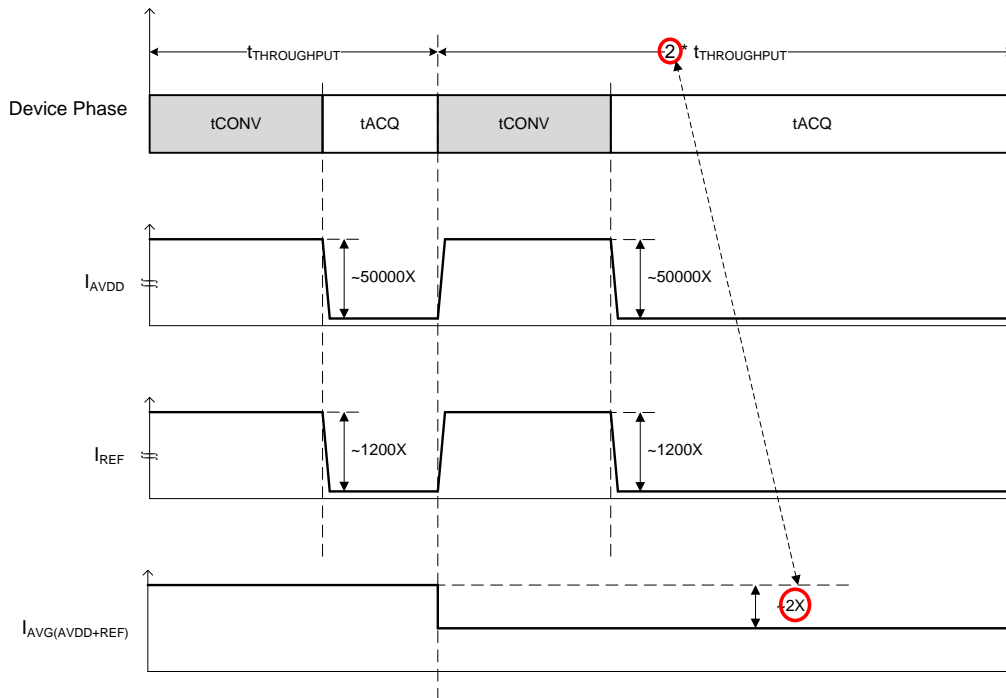 tTHROUGHPUT
2 * tTHROUGHPUT
Device Phase
tCONV
tACQ
tCONV
tACQ
IAVDD
~50000X
~50000X
IREF
~1200X
~1200X
IAVG(AVDD+REF)
~2X